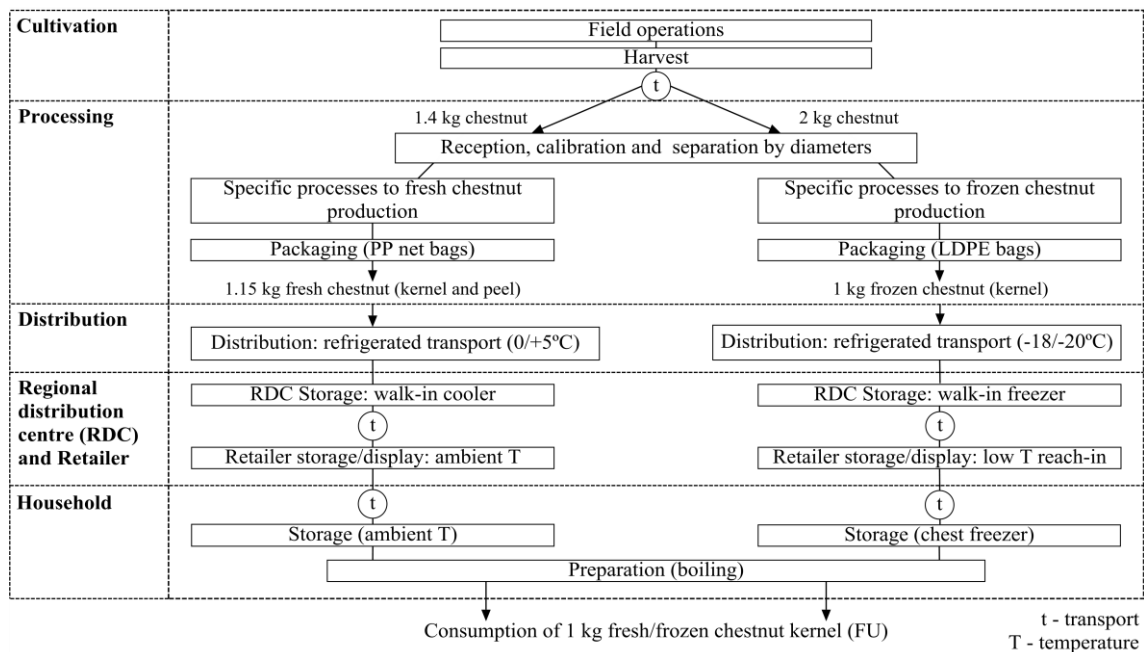 Cultivation
Field operations
Harvest
t
Processing
1.4 kg chestnut
2 kg chestnut
Reception, calibration and separation by diameters
Specific processes to fresh chestnut
production
Specific processes to frozen chestnut
production
Packaging (PP net bags)
Packaging (LDPE bags)
1.15 kg fresh chestnut (kernel and peel)
1 kg frozen chestnut (kernel)
Distribution
Distribution: refrigerated transport (0/+5ºC)
Distribution: refrigerated transport (-18/-20ºC)
Regional
distribution
centre (RDC)
and Retailer
RDC Storage: walk-in cooler
RDC Storage: walk-in freezer
t
t
Retailer storage/display: ambient T
Retailer storage/display: low T reach-in
Household
t
t
Storage (ambient T)
Storage (chest freezer)
Preparation (boiling)
Consumption of 1 kg fresh/frozen chestnut kernel (FU)
t - transport
T - temperature